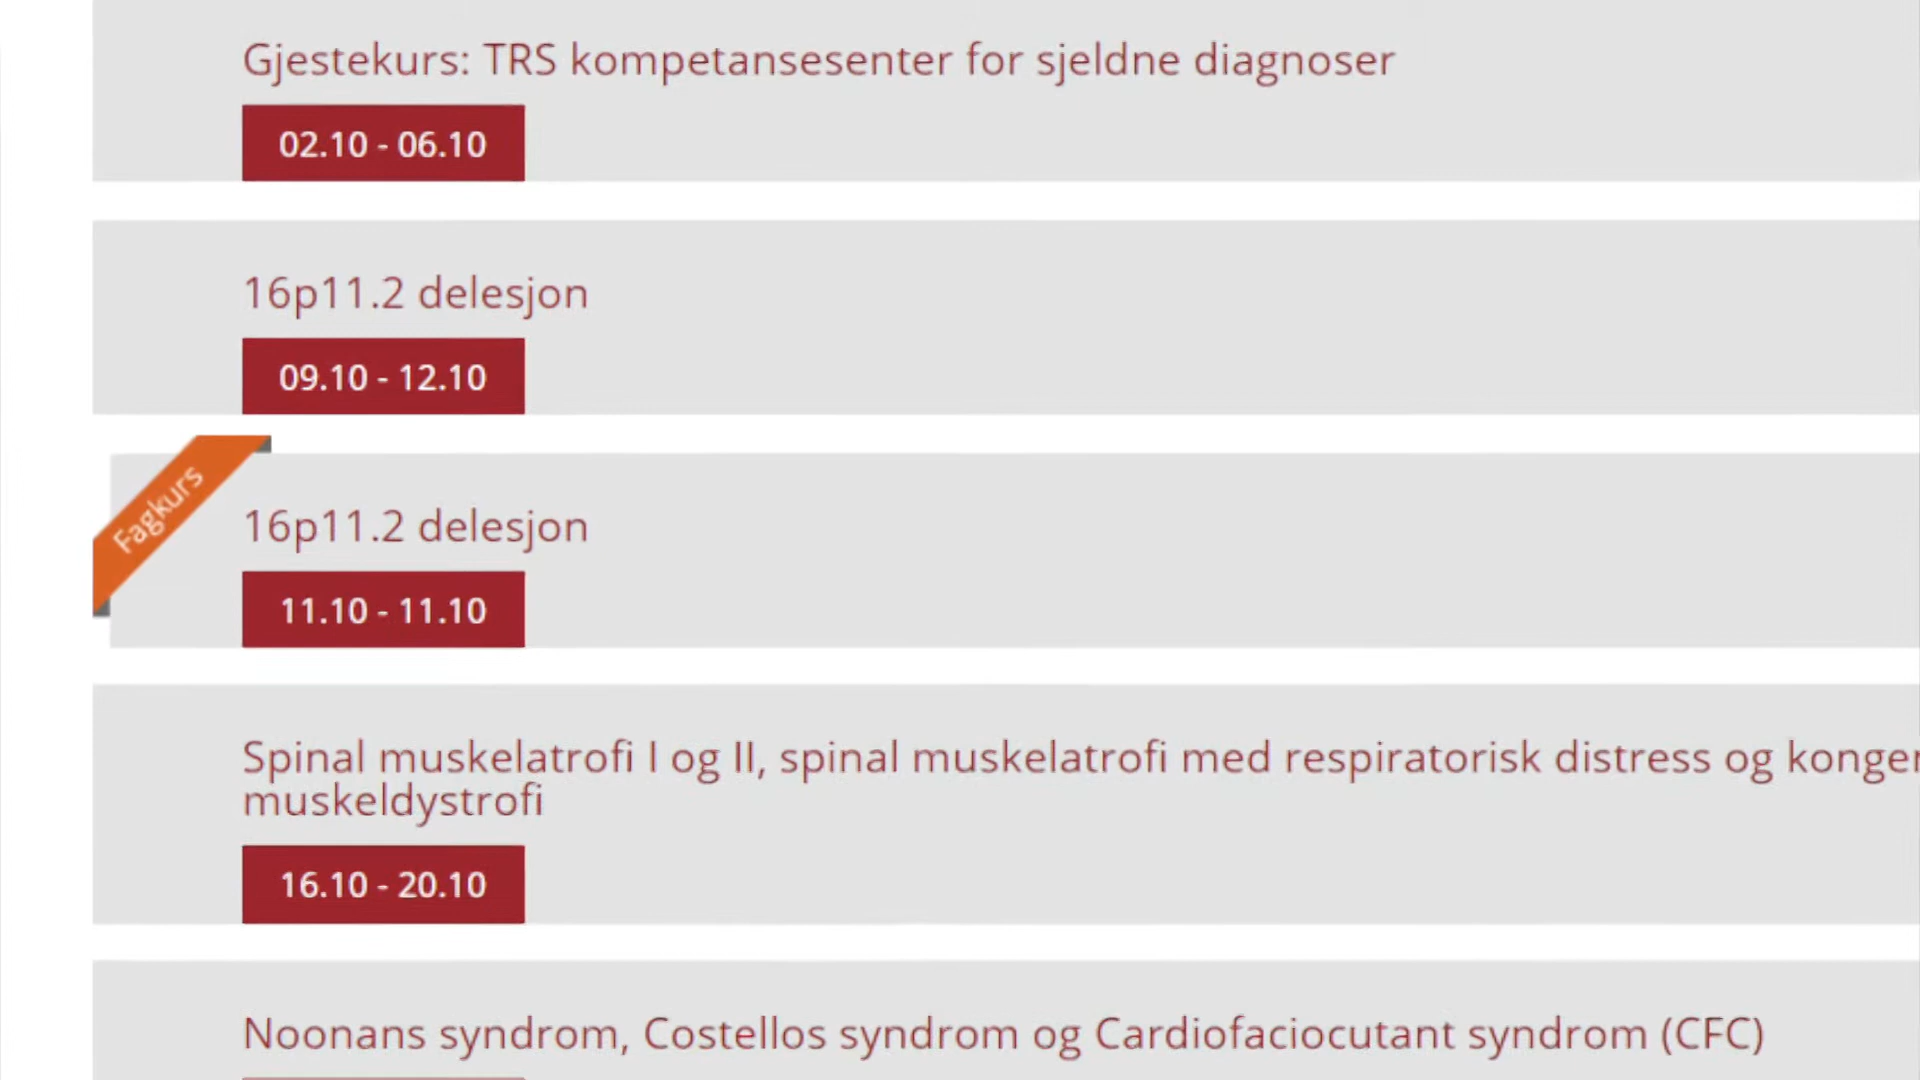 Gjestekurs: TRS kompetansesenter for sjeldne diagnoser
02.10 - 06.10
16p11.2 delesjon
09.10 - 12.10
Fagkurs
16p11.2 delesjon
11.10 - 11.10
Spinal muskelatrofi I og II, spinal muskelatrofi med respiratorisk distress og
muskeldystrofi
16.10 - 20.10
Noonans syndrom, Costellos syndrom og Cardiofaciocutant syndrom (CFC)